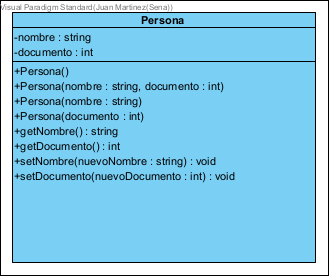 Visual Paradigm Standard(Juan Martinez(Sena))
Persona
-nombre : string
-documento : int
+Persona()
+Persona(nombre : string, documento : int)
+Persona(nombre : string)
+Persona(documento : int)
+getNombre() : string
+getDocumento() : int
+setNombre(nuevoNombre : string) : void
+setDocumento(nuevoDocumento : int) : void